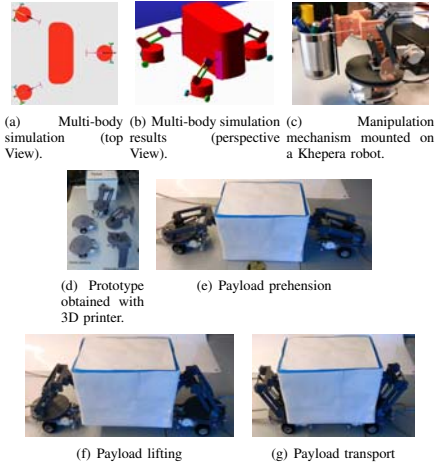 (a) Multi-body
simulation (top
View).
(b) Multi-body simulation
results (perspective
View).
(c) Manipulation
mechanism mounted on
a Khepera robot.
(d) Prototype
obtained with
3D printer.
(e) Payload prehension
(f) Payload lifting
(g) Payload transport